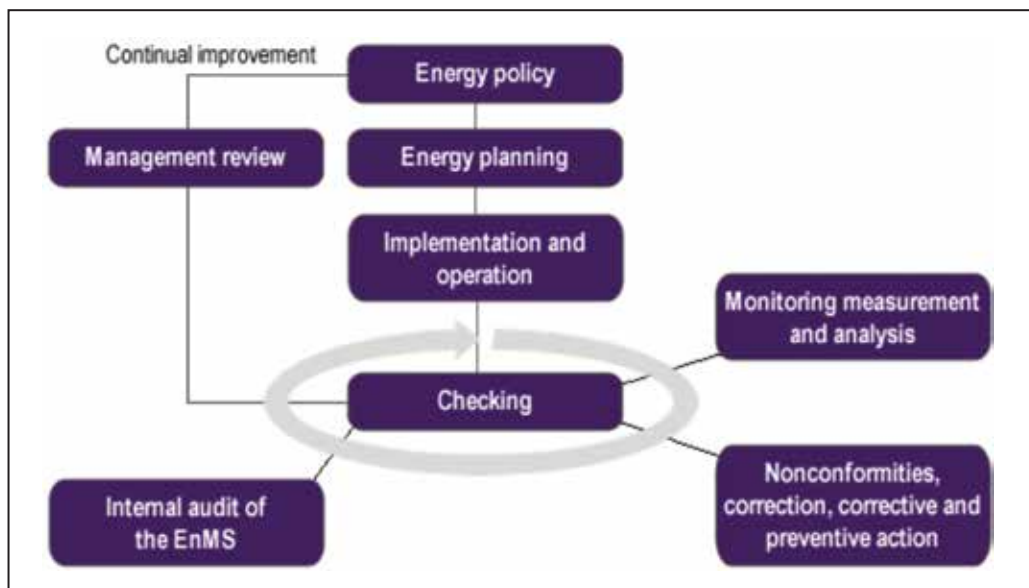 Continual improvement
Energy policy
Management review
Energy planning
Implementation and
operation
Monitoring measurement
and analysis
Checking
Internal audit of
the EnMS
Nonconformities,
correction, corrective and
preventive action